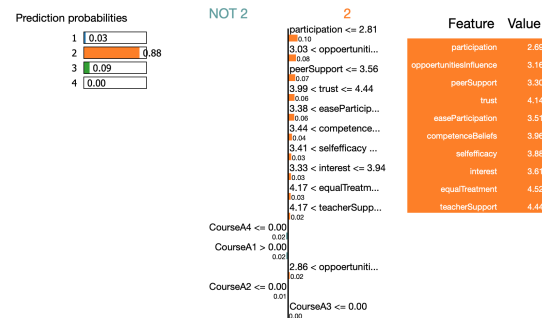 Prediction probabilities
1 0.03
2 0.88
3 0.09
4 0.00
NOT 2 2
participation <= 2.81
0.10
3.03 < oppoertuniti...
0.08
peerSupport <= 3.56
0.07
3.99 < trust <= 4.44
0.06
3.38 < easeParticip...
0.06
3.44 < competence...
0.04
3.41 < selfefficacy ...
0.03
3.33 < interest <= 3.94
0.03
4.17 < equalTreatm...
0.03
4.17 < teacherSupp...
0.02
CourseA4 <= 0.00
0.02
CourseA1 > 0.00
0.02
2.86 < oppoertuniti...
0.02
CourseA2 <= 0.00
0.01
CourseA3 <= 0.00
0.00
Feature Value
participation 2.69
oppoertunitiesInfluence 3.16
peerSupport 3.30
trust 4.14
easeParticipation 3.51
competenceBeliefs 3.96
selfefficacy 3.88
interest 3.61
equalTreatment 4.52
teacherSupport 4.44